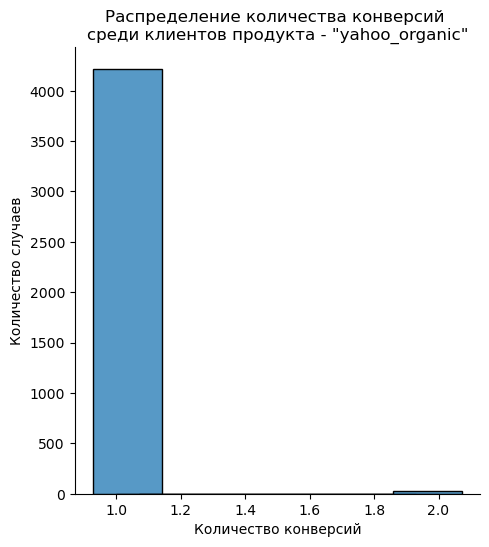 Распределение количества конверсий
среди клиентов продукта - "yahoo_organic"
4000
3500
3000
2500
2000
1500
1000
500
0
Количество случаев
1.0 1.2 1.4 1.6 1.8 2.0
Количество конверсий